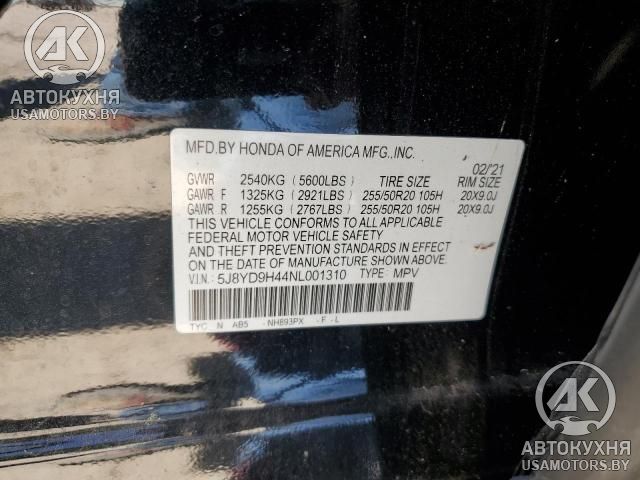 AK
АВТОКУХНЯ
USAMOTORS.BY
MFD.BY HONDA OF AMERICA MFG.,INC.
02/21
GVWR 2540KG (5600LBS) TIRE SIZE RIM SIZE
GAWR F 1325KG (2921LBS) 255/50R20 105H 20X9.0J
GAWR R 1255KG (2767LBS) 255/50R20 105H 20X9.0J
THIS VEHICLE CONFORMS TO ALL APPLICABLE
FEDERAL MOTOR VEHICLE SAFETY
AND THEFT PREVENTION STANDARDS IN EFFECT
ON THE DATE OF MANUFACTURE SHOWN ABOVE.
V.I.N.: 5J8YD9H44NL001310 TYPE: MPV
TYC N AB5 -NH893PX -F-L
AK
АВТОКУХНЯ
USAMOTORS.BY